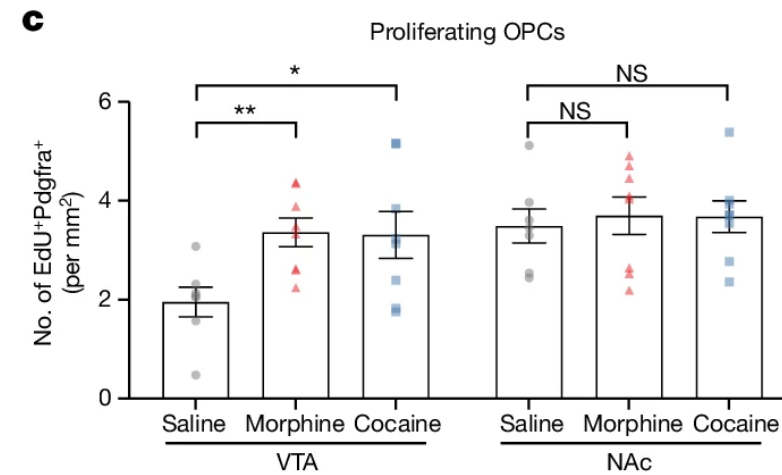 c
Proliferating OPCs
* NS
** NS
No. of EdU⁺Pdgfra⁺
(per mm²)
6
4
2
0
Saline Morphine Cocaine Saline Morphine Cocaine
VTA NAc